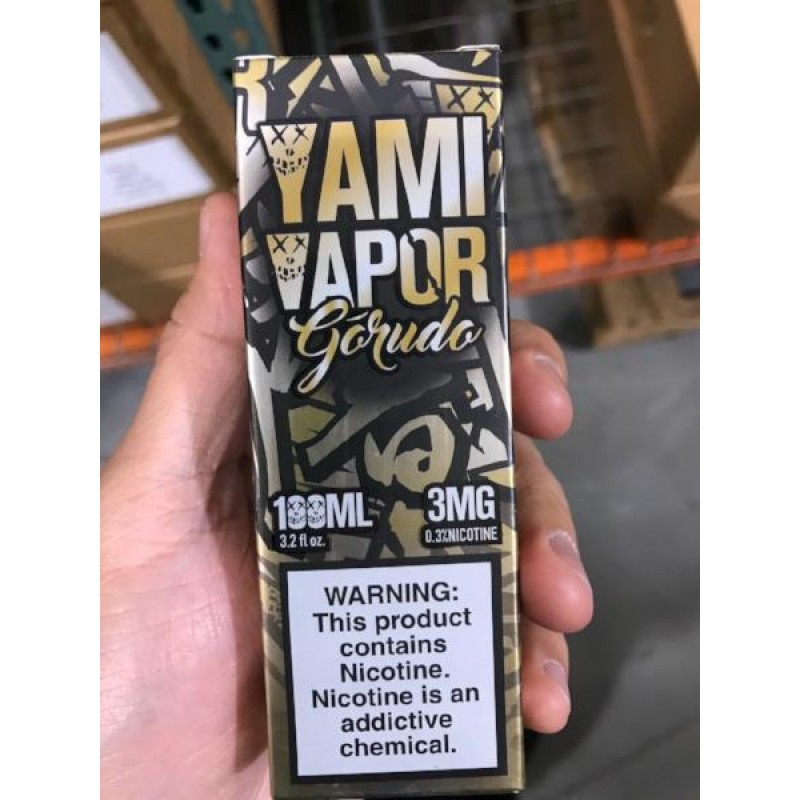 YAMI
VAPOR
Górudo
100ML
3.2 fl oz.
3MG
0.3%NICOTINE
WARNING:
This product
contains
Nicotine.
Nicotine is an
addictive
chemical.